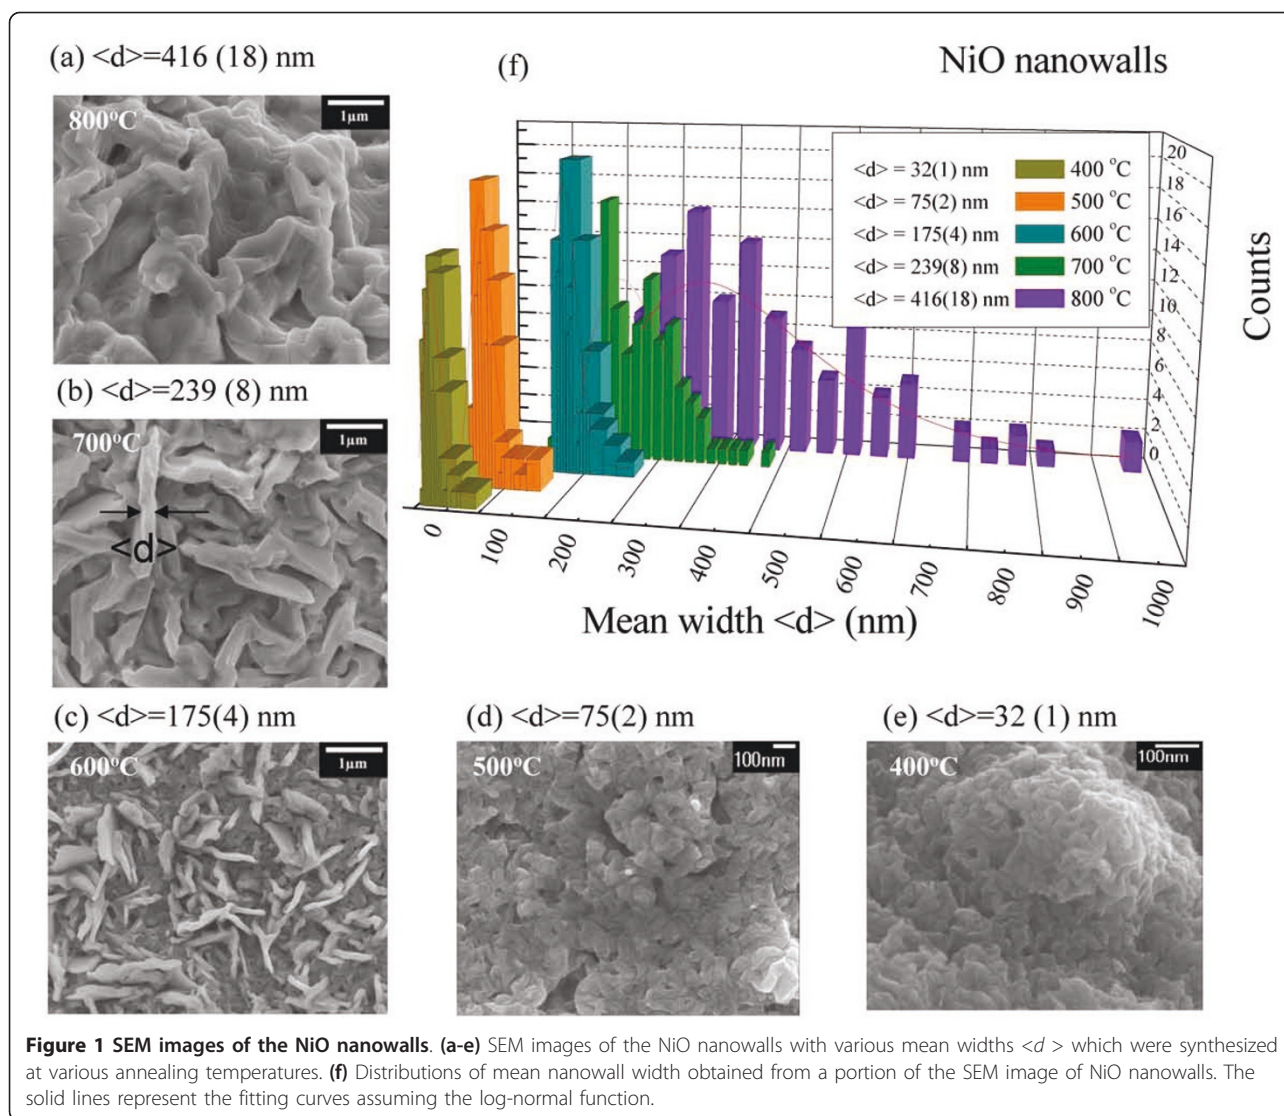 (a) <d>=416 (18) nm
800°C
1µm
(b) <d>=239 (8) nm
700°C
1µm
<d>
(c) <d>=175(4) nm
600°C
1µm
(f)
NiO nanowalls
<d> = 32(1) nm 400 °C
<d> = 75(2) nm 500 °C
<d> = 175(4) nm 600 °C
<d> = 239(8) nm 700 °C
<d> = 416(18) nm 800 °C
20
18
16
14
12
10
8
6
4
2
0
Counts
0 100 200 300 400 500 600 700 800 900 1000
Mean width <d> (nm)
(d) <d>=75(2) nm
500°C
100nm
(e) <d>=32 (1) nm
400°C
100nm
Figure 1 SEM images of the NiO nanowalls. (a-e) SEM images of the NiO nanowalls with various mean widths <d > which were synthesized
at various annealing temperatures. (f) Distributions of mean nanowall width obtained from a portion of the SEM image of NiO nanowalls. The
solid lines represent the fitting curves assuming the log-normal function.